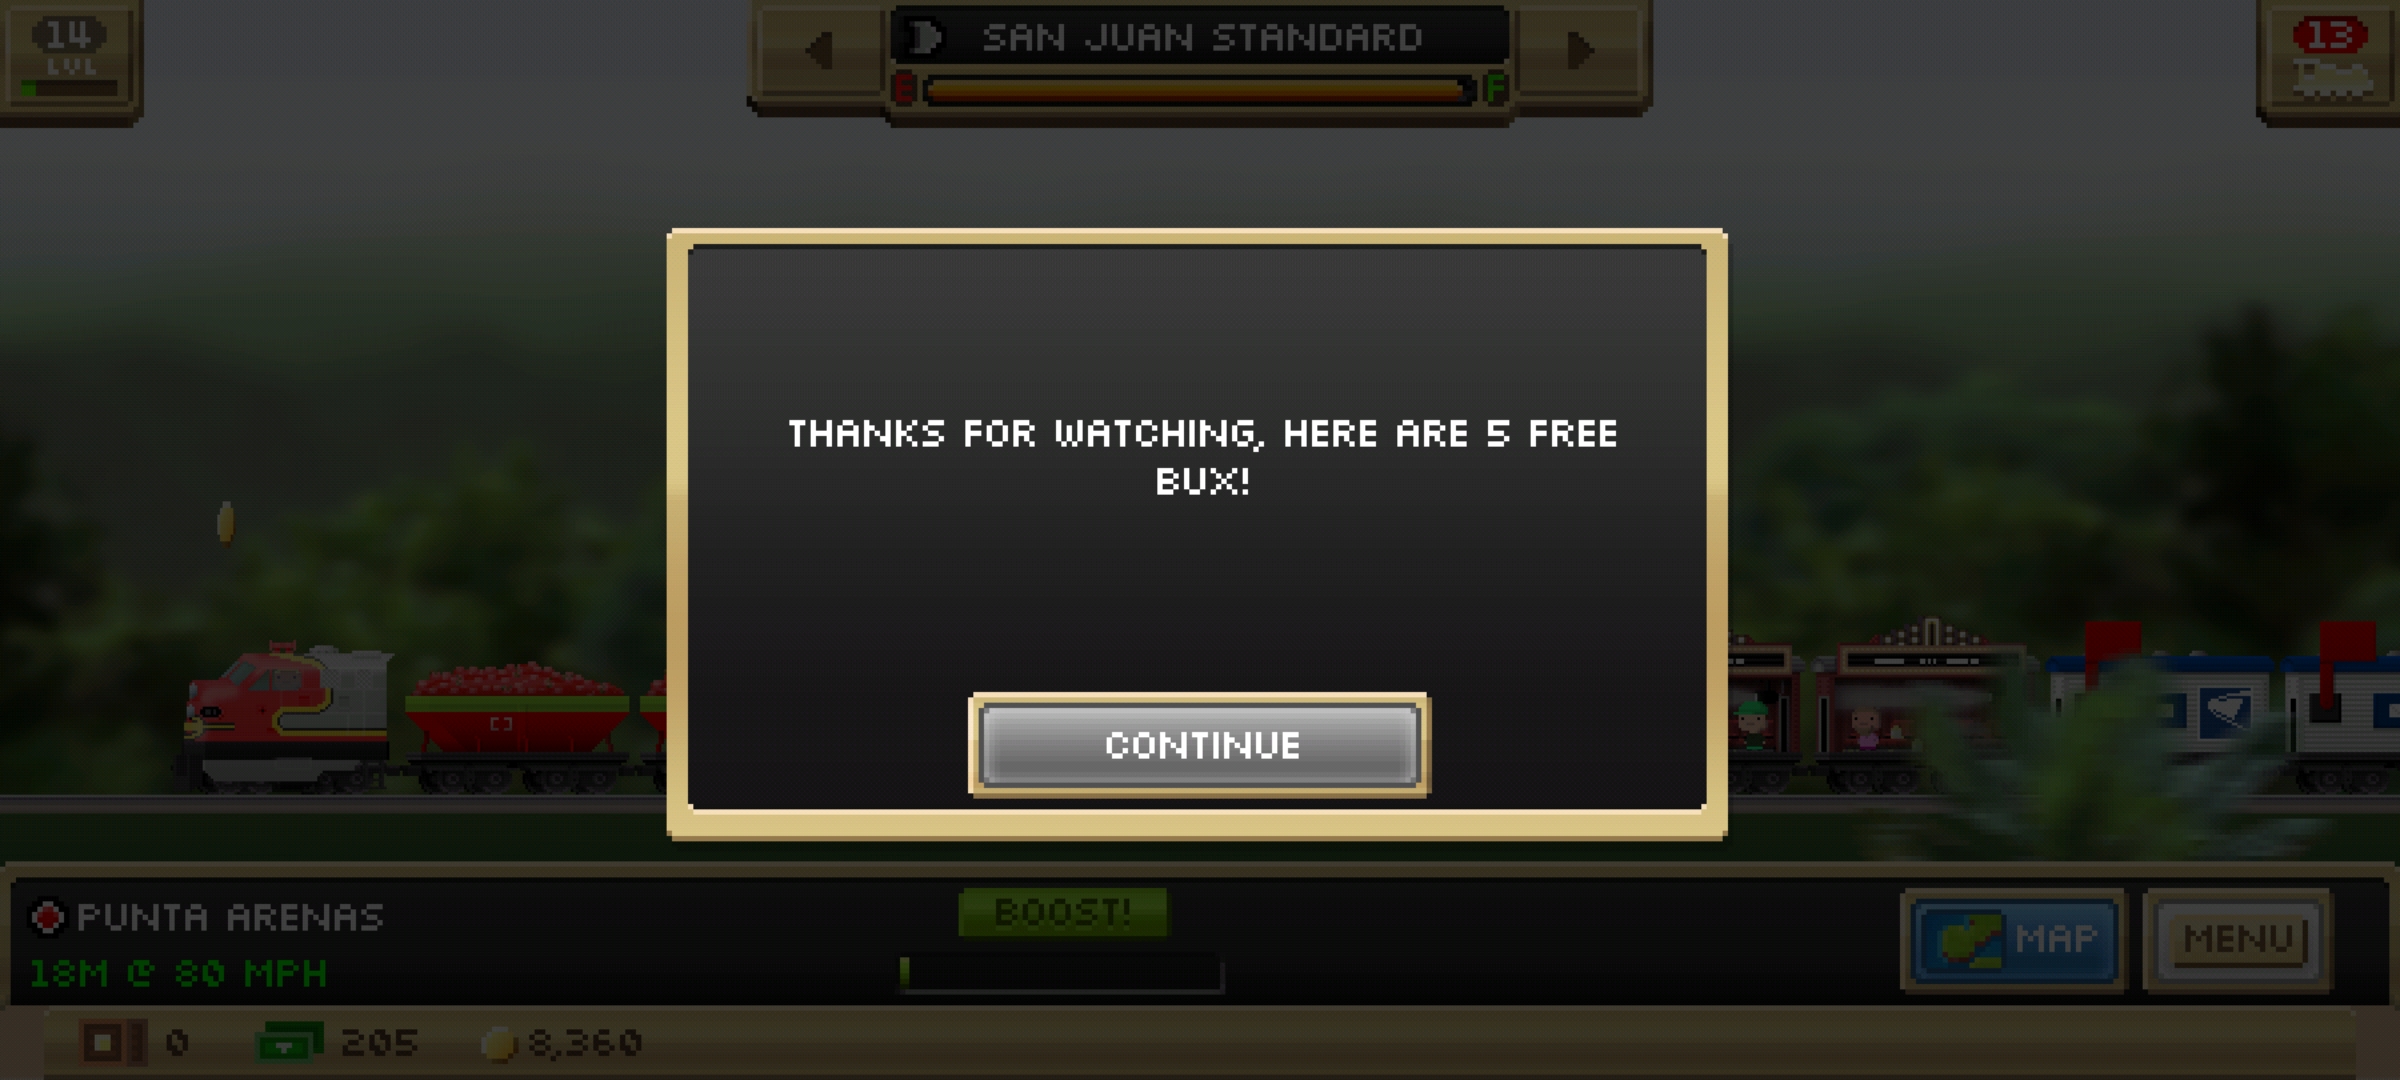 14
LVL
SAN JUAN STANDARD
E F
13
THANKS FOR WATCHING, HERE ARE 5 FREE
BUX!
CONTINUE
PUNTA ARENAS
18M @ 80 MPH
BOOST!
MAP
MENU
0
205
8,360